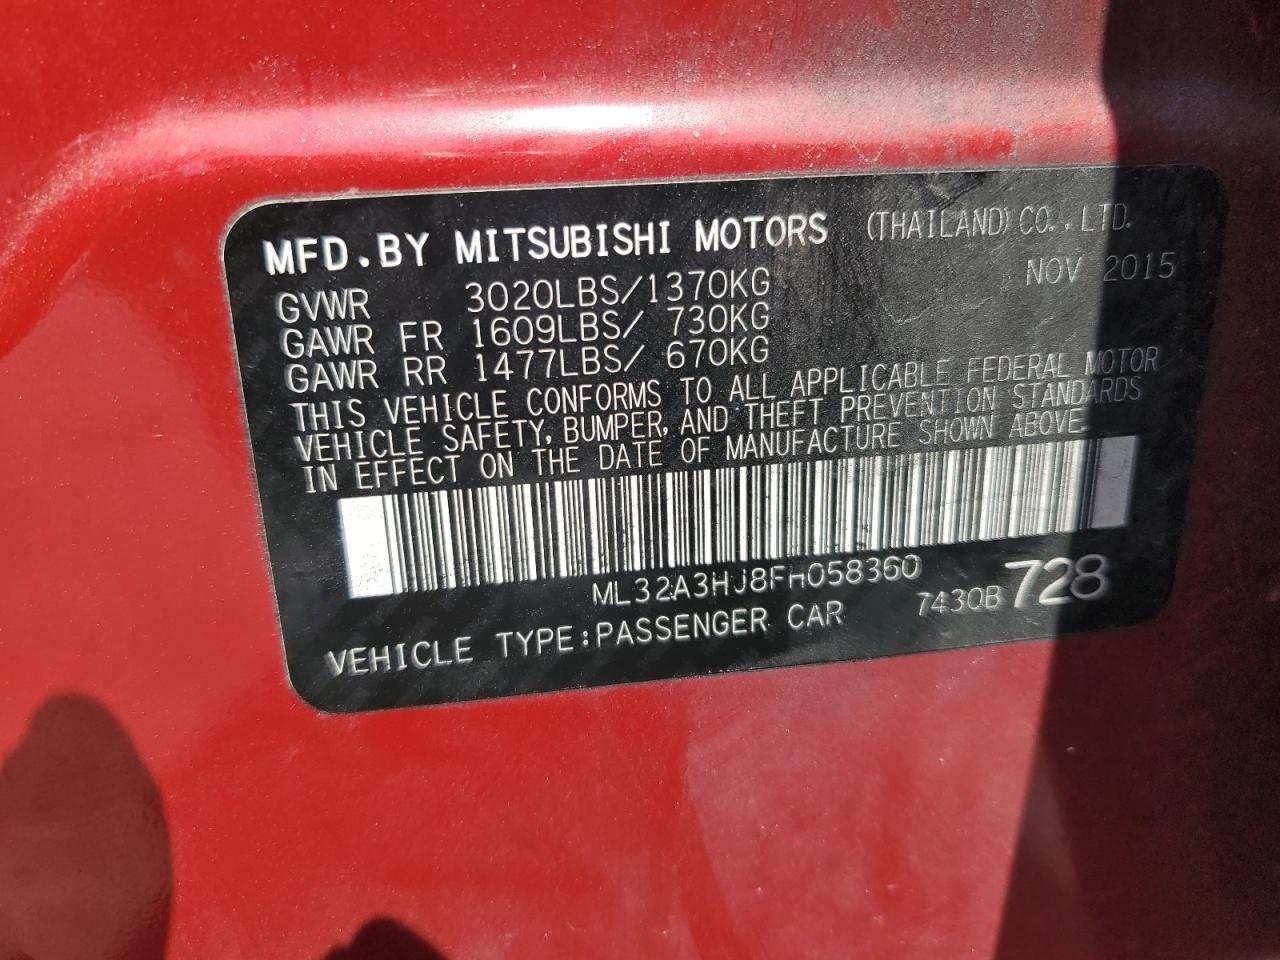 MFD.BY MITSUBISHI MOTORS (THAILAND) CO.,LTD.
NOV 2015
GVWR 3020LBS/1370KG
GAWR FR 1609LBS/ 730KG
GAWR RR 1477LBS/ 670KG
THIS VEHICLE CONFORMS TO ALL APPLICABLE FEDERAL MOTOR
VEHICLE SAFETY, BUMPER, AND THEFT PREVENTION STANDARDS
IN EFFECT ON THE DATE OF MANUFACTURE SHOWN ABOVE.
ML32A3HJ8FH058360
7430B 728
VEHICLE TYPE:PASSENGER CAR